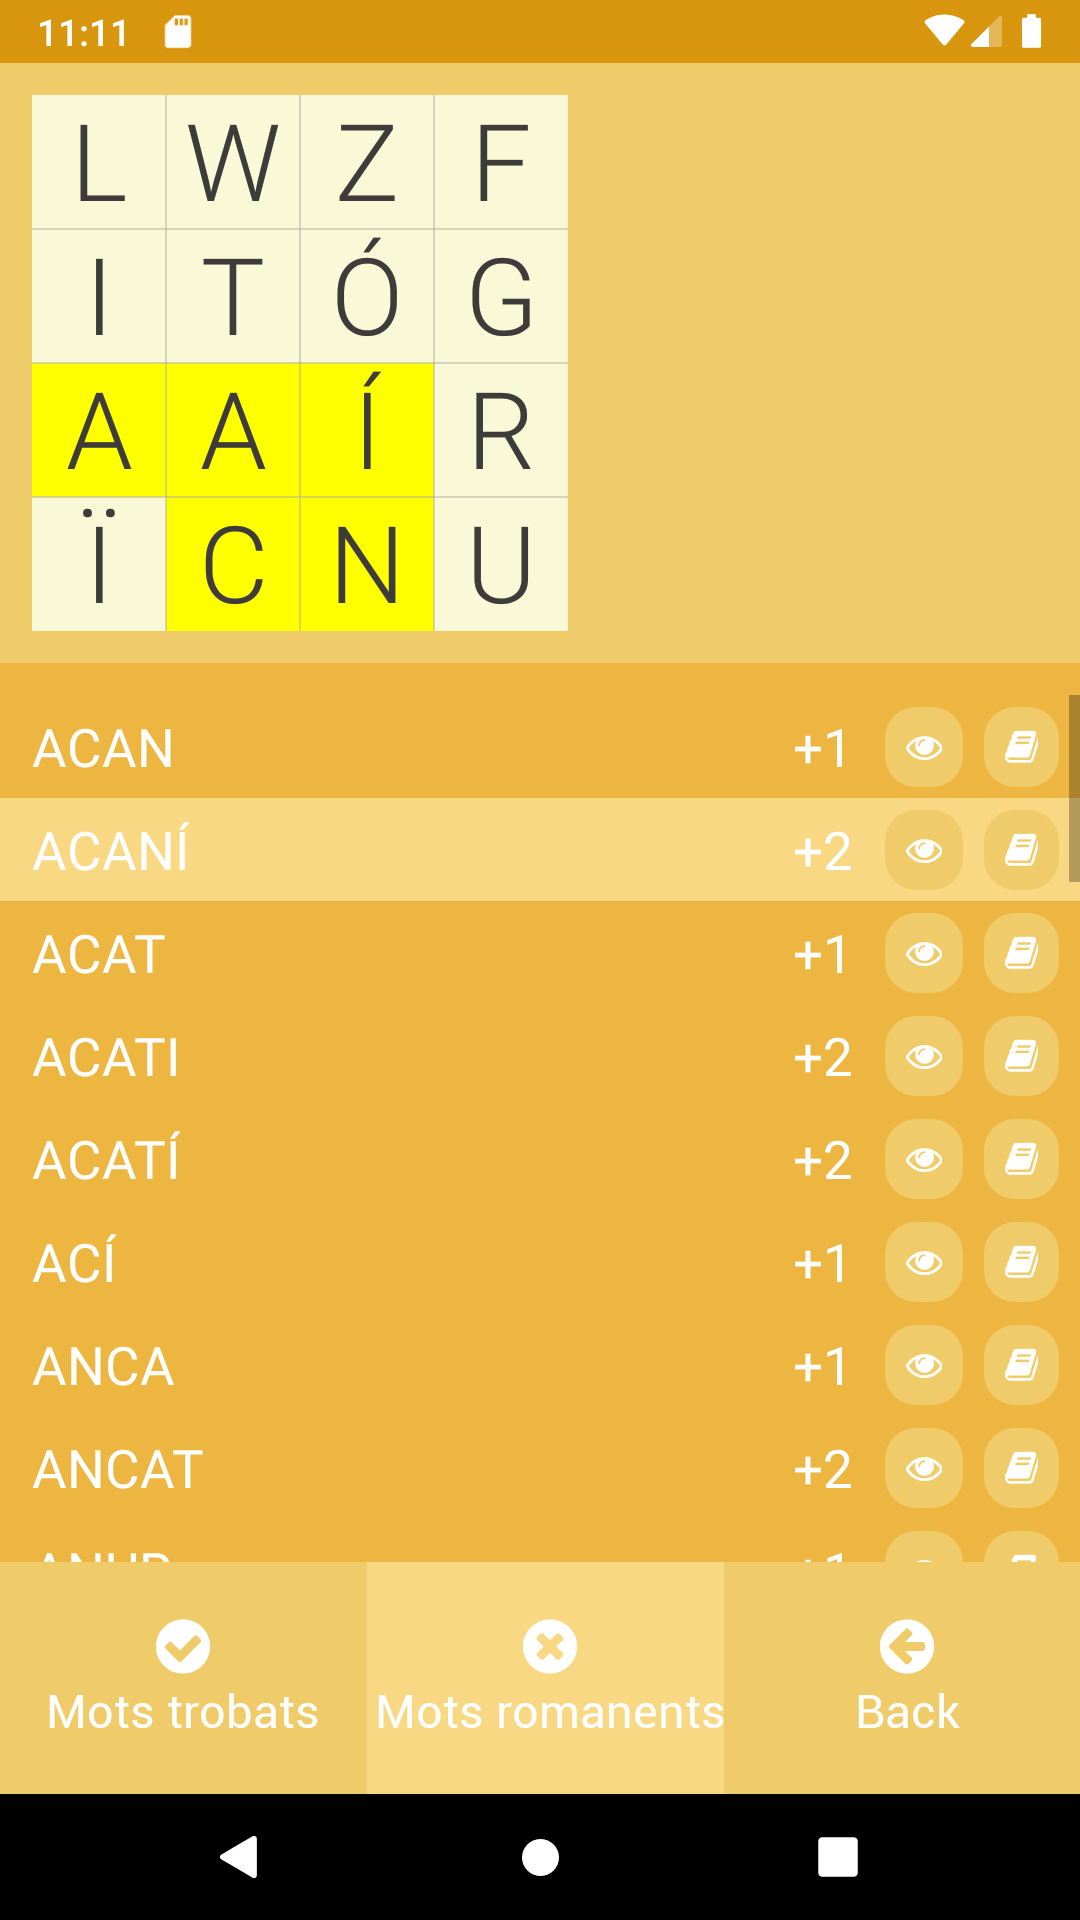 11:11
L W Z F
I T Ó G
A A Í R
Ï C N U
ACAN +1
ACANÍ +2
ACAT +1
ACATI +2
ACATÍ +2
ACÍ +1
ANCA +1
ANCAT +2
Mots trobats Mots romanents Back